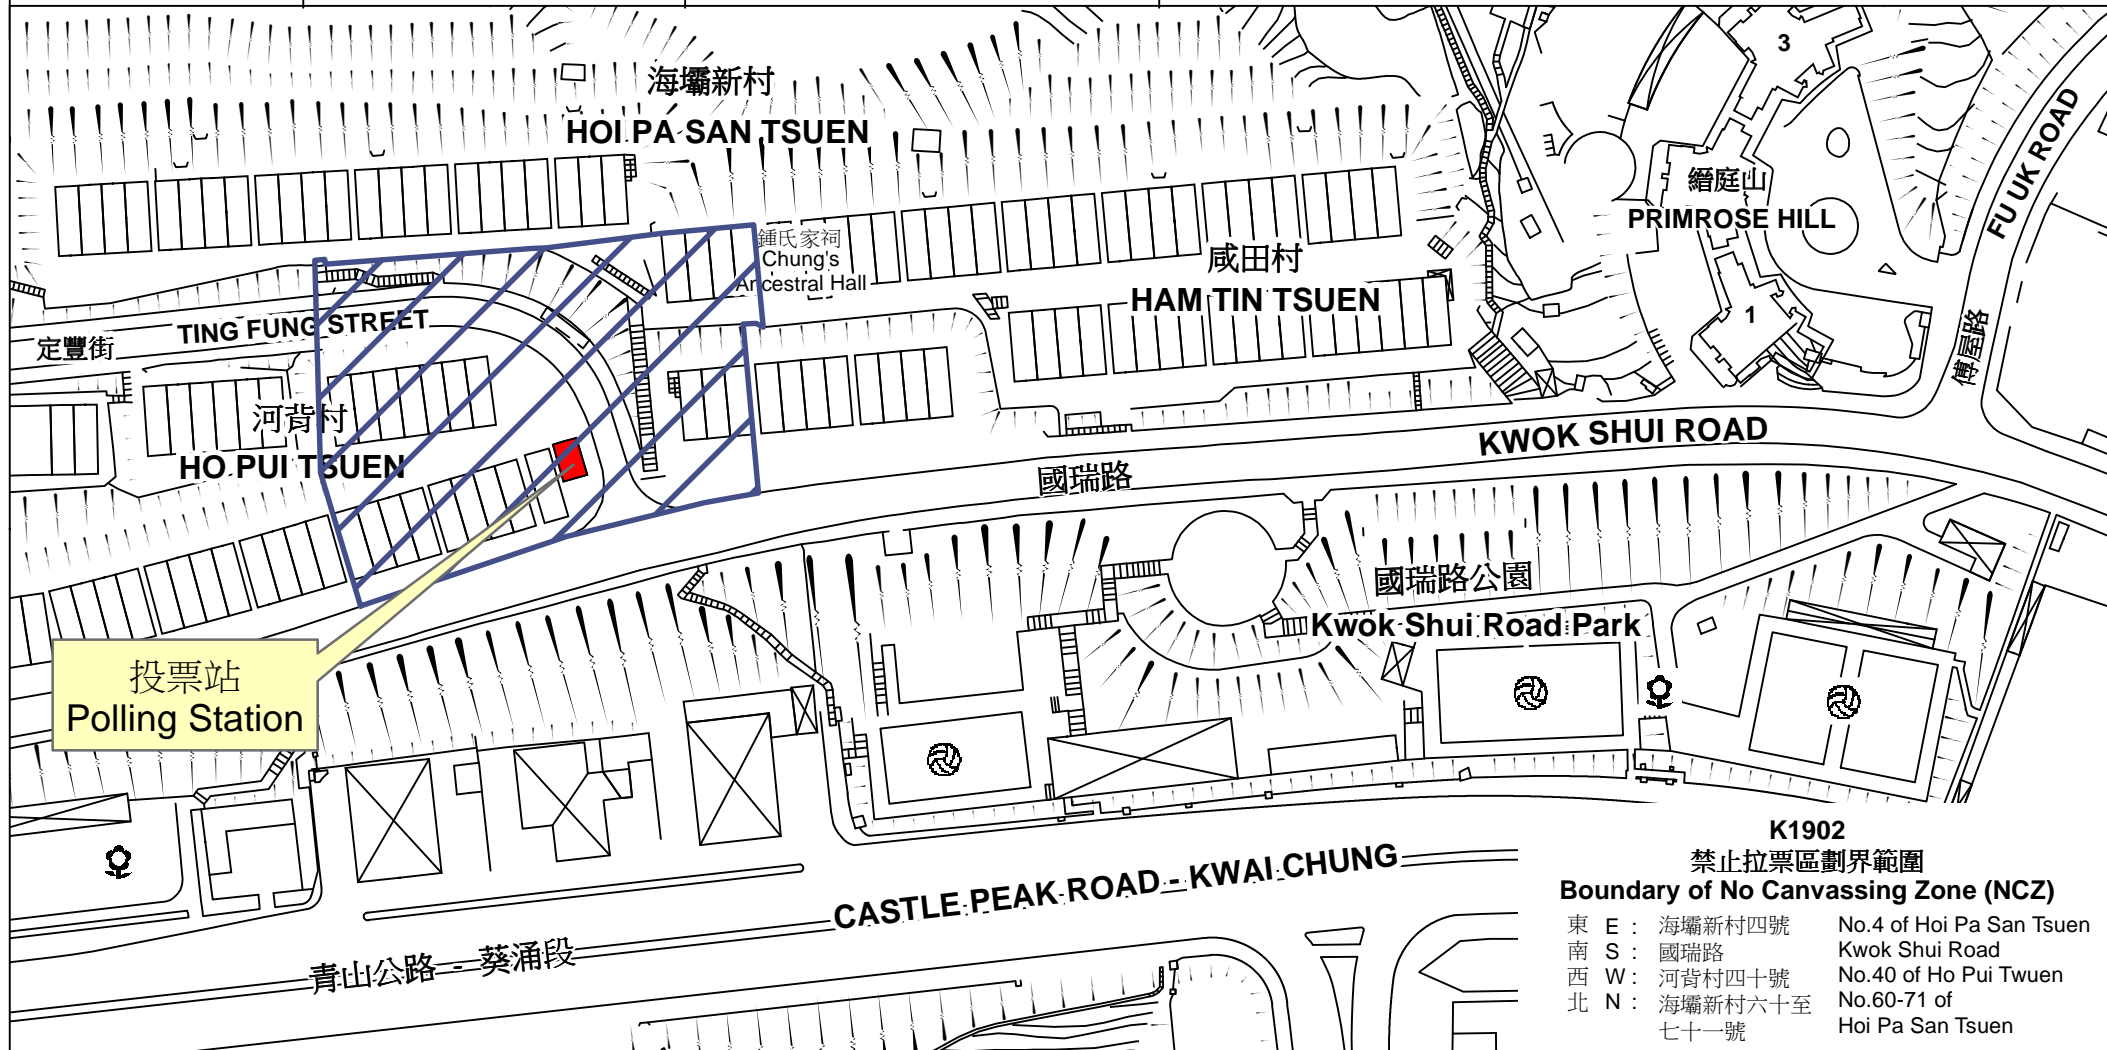 海壩新村
HOI PA SAN TSUEN
3
縉庭山
PRIMROSE HILL
FU UK ROAD
傅屋路
鍾氏家祠
Chung's
Ancestral Hall
咸田村
HAM TIN TSUEN
1
TING FUNG STREET
定豐街
河背村
HO PUI TSUEN
KWOK SHUI ROAD
國瑞路
國瑞路公園
Kwok Shui Road Park
投票站
Polling Station
CASTLE PEAK ROAD - KWAI CHUNG
青山公路 - 葵涌段
K1902
禁止拉票區劃界範圍
Boundary of No Canvassing Zone (NCZ)
東 E : 海壩新村四號 No.4 of Hoi Pa San Tsuen
南 S : 國瑞路 Kwok Shui Road
西 W : 河背村四十號 No.40 of Ho Pui Twuen
北 N : 海壩新村六十至 No.60-71 of
七十一號 Hoi Pa San Tsuen